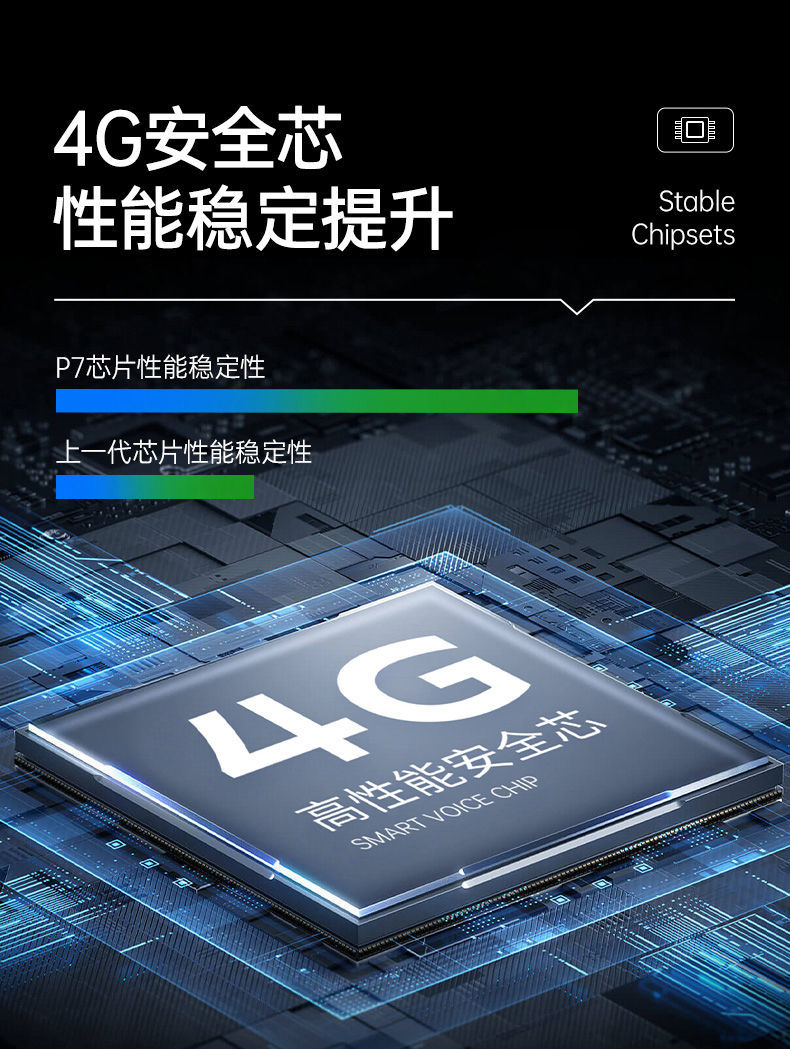 4G安全芯
性能稳定提升
Stable
Chipsets
P7芯片性能稳定性
上一代芯片性能稳定性
4G
高性能安全芯
SMART VOICE CHIP